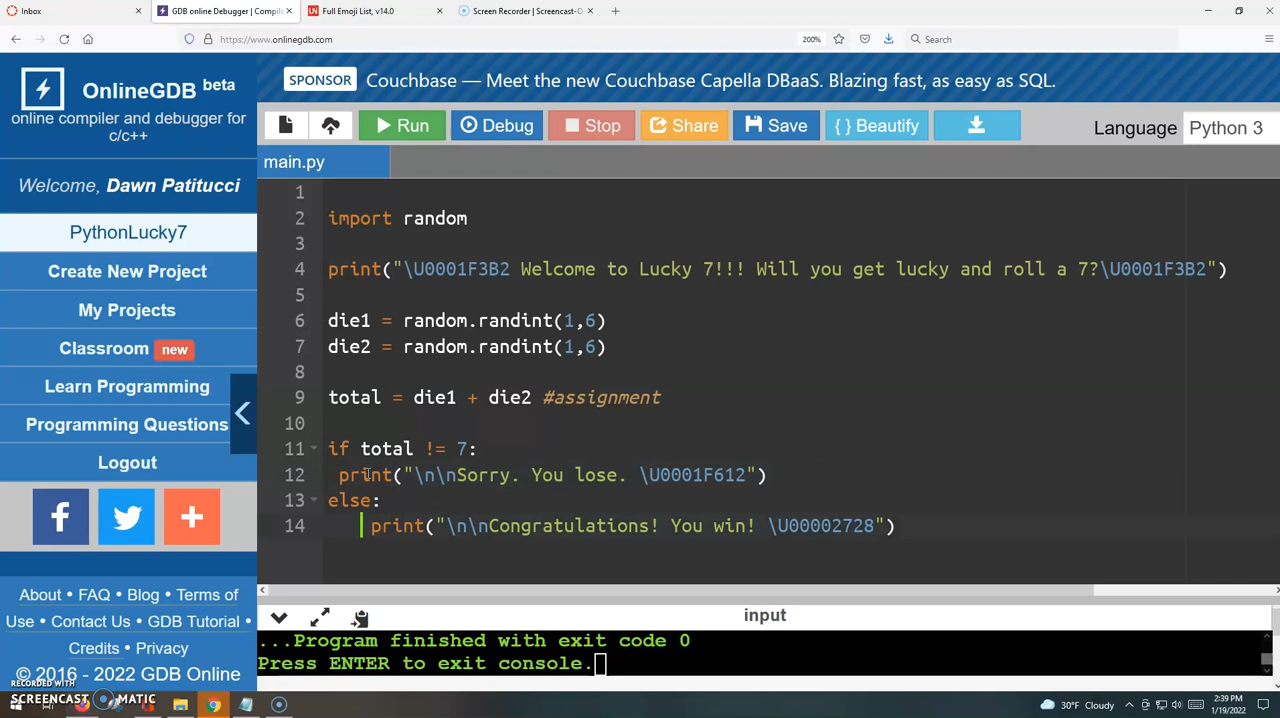 Inbox
GDB online Debugger | Compil
Full Emoji List, v14.0
Screen Recorder | Screencast-O
https://www.onlinegdb.com
200%
Search
OnlineGDB beta
online compiler and debugger for
c/c++
Welcome, Dawn Patitucci
PythonLucky7
Create New Project
My Projects
Classroom new
Learn Programming
Programming Questions
Logout
About • FAQ • Blog • Terms of
Use • Contact Us • GDB Tutorial •
Credits • Privacy
© 2016 - 2022 GDB Online
SPONSOR Couchbase — Meet the new Couchbase Capella DBaaS. Blazing fast, as easy as SQL.
Run Debug Stop Share Save { } Beautify Language Python 3
main.py
1
2 import random
3
4 print("\U0001F3B2 Welcome to Lucky 7!!! Will you get lucky and roll a 7?\U0001F3B2")
5
6 die1 = random.randint(1,6)
7 die2 = random.randint(1,6)
8
9 total = die1 + die2 #assignment
10
11 if total != 7:
12 print("\n\nSorry. You lose. \U0001F612")
13 else:
14 print("\n\nCongratulations! You win! \U00002728")
input
...Program finished with exit code 0
Press ENTER to exit console.
RECORDED WITH
SCREENCAST MATIC
30°F Cloudy
2:39 PM
1/19/2022